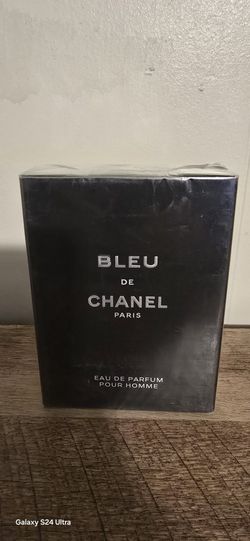 BLEU
DE
CHANEL
PARIS
EAU DE PARFUM
POUR HOMME
Galaxy S24 Ultra